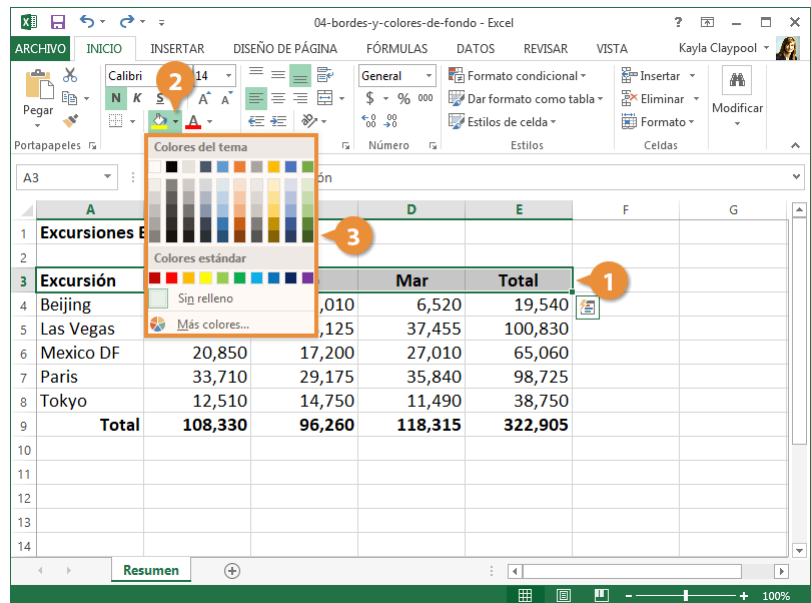 04-bordes-y-colores-de-fondo - Excel
ARCHIVO INICIO INSERTAR DISEÑO DE PÁGINA FÓRMULAS DATOS REVISAR VISTA Kayla Claypool
Pegar
Calibri 14
N K S A A
A
General
$ % 000
Formato condicional
Dar formato como tabla
Estilos de celda
Insertar
Eliminar
Formato
Modificar
Portapapeles Número Estilos Celdas
2
Colores del tema
Colores estándar
Sin relleno
Más colores...
3
1
A3 ón
A D E F G
1 Excursiones E
2
3 Excursión Mar Total
4 Beijing ,010 6,520 19,540
5 Las Vegas ,125 37,455 100,830
6 Mexico DF 20,850 17,200 27,010 65,060
7 Paris 33,710 29,175 35,840 98,725
8 Tokyo 12,510 14,750 11,490 38,750
9 Total 108,330 96,260 118,315 322,905
10
11
12
13
14
Resumen
100%